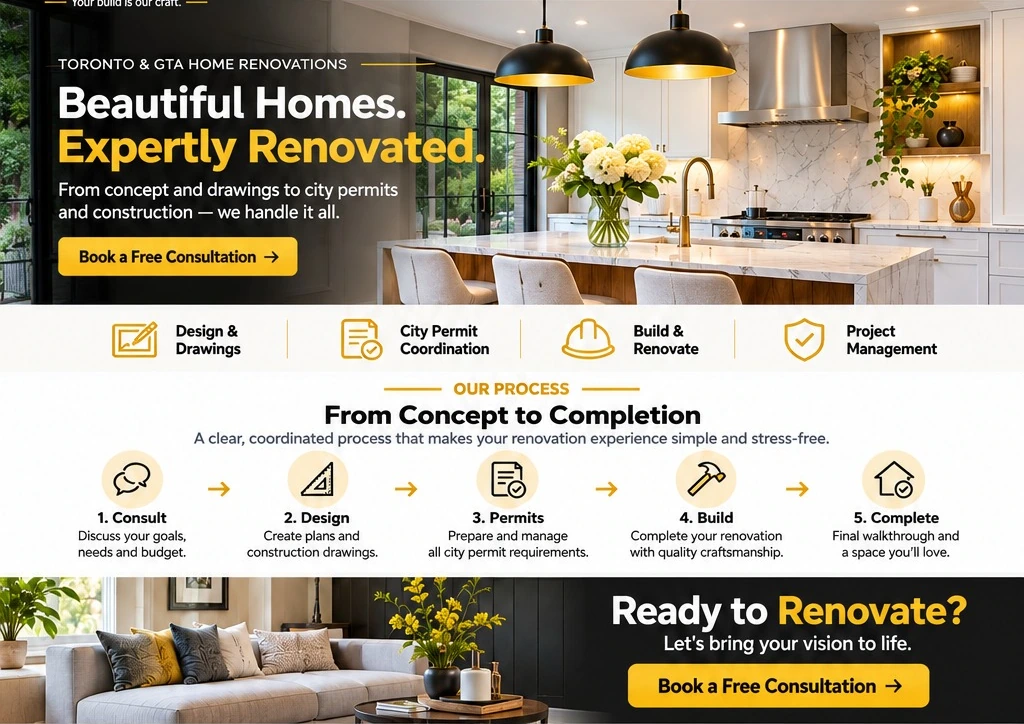 Your build is our craft.
TORONTO & GTA HOME RENOVATIONS
Beautiful Homes.
Expertly Renovated.
From concept and drawings to city permits
and construction — we handle it all.
Book a Free Consultation →
Design &
Drawings
City Permit
Coordination
Build &
Renovate
Project
Management
OUR PROCESS
From Concept to Completion
A clear, coordinated process that makes your renovation experience simple and stress-free.
1. Consult
Discuss your goals,
needs and budget.
2. Design
Create plans and
construction drawings.
3. Permits
Prepare and manage
all city permit requirements.
4. Build
Complete your renovation
with quality craftsmanship.
5. Complete
Final walkthrough and
a space you'll love.
Ready to Renovate?
Let's bring your vision to life.
Book a Free Consultation →